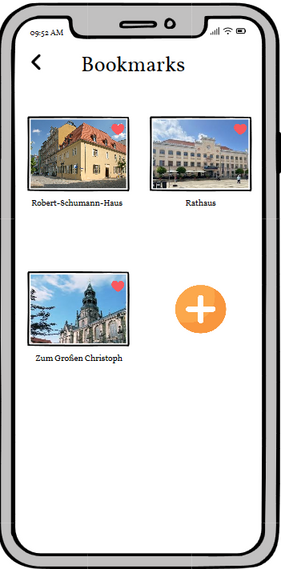 09:52 AM
Bookmarks
Robert-Schumann-Haus
Rathaus
Zum Großen Christoph